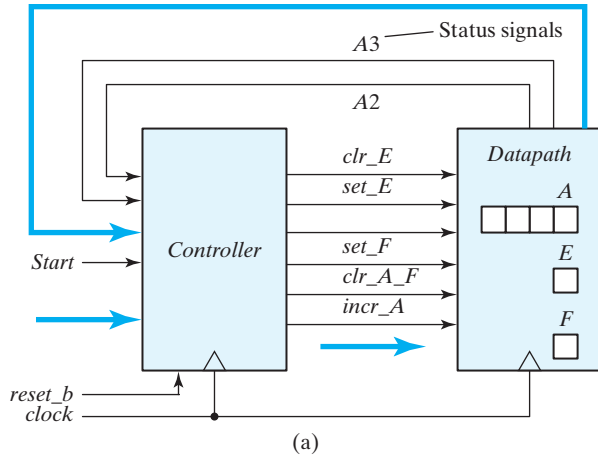 A3
Status signals
A2
clr_E
Datapath
set_E
A
Controller
set_F
Start
E
clr_A_F
incr_A
F
reset_b
clock
(a)